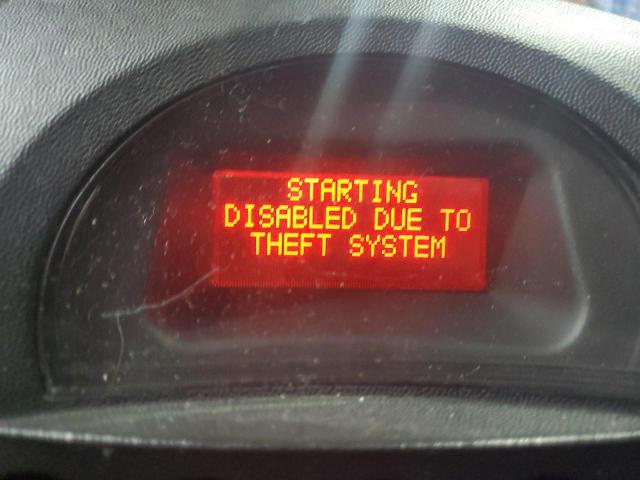 STARTING
DISABLED DUE TO
THEFT SYSTEM